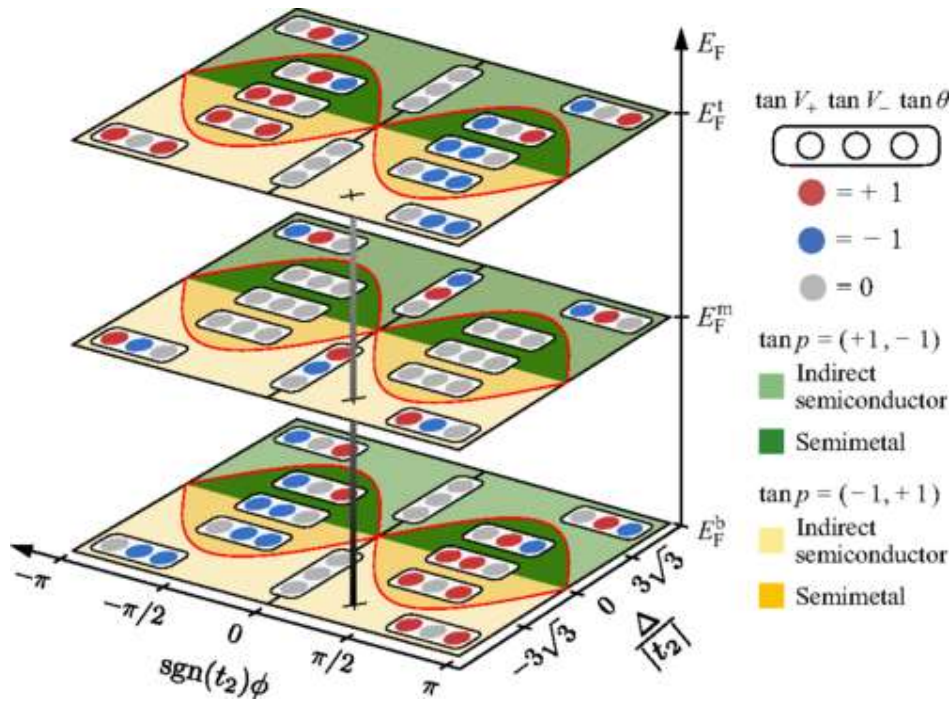 E_F
E_F^t
E_F^m
E_F^b
tan V_+ tan V_- tan θ
= + 1
= − 1
= 0
tan p = (+1, − 1)
Indirect
semiconductor
Semimetal
tan p = (−1, +1)
Indirect
semiconductor
Semimetal
−π
−π/2
0
π/2
π
sgn(t_2)ϕ
−3√3
0
3√3
Δ
|t_2|